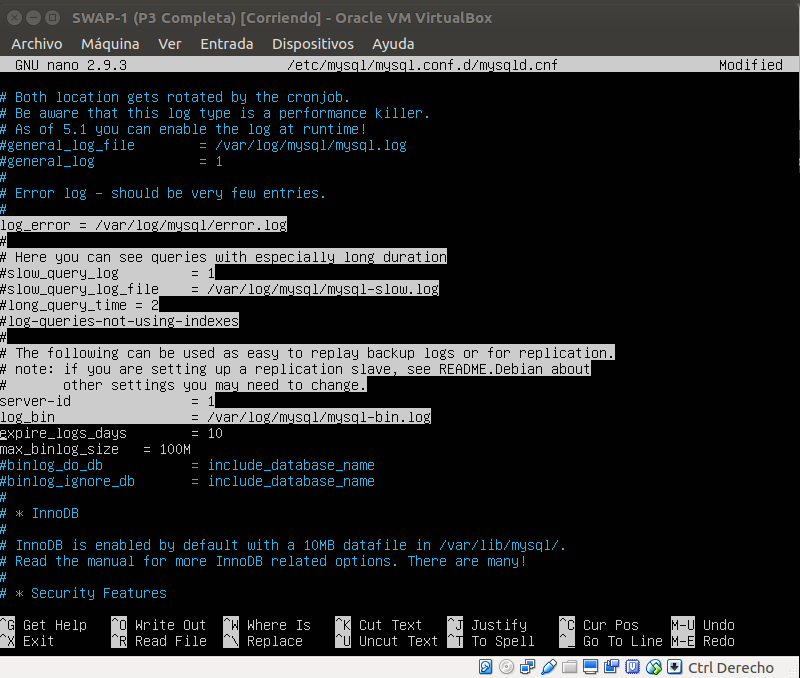 SWAP-1 (P3 Completa) [Corriendo] - Oracle VM VirtualBox
Archivo Máquina Ver Entrada Dispositivos Ayuda
GNU nano 2.9.3 /etc/mysql/mysql.conf.d/mysqld.cnf Modified
# Both location gets rotated by the cronjob.
# Be aware that this log type is a performance killer.
# As of 5.1 you can enable the log at runtime!
#general_log_file = /var/log/mysql/mysql.log
#general_log = 1
#
# Error log - should be very few entries.
#
log_error = /var/log/mysql/error.log
#
# Here you can see queries with especially long duration
#slow_query_log = 1
#slow_query_log_file = /var/log/mysql/mysql-slow.log
#long_query_time = 2
#log-queries-not-using-indexes
#
# The following can be used as easy to replay backup logs or for replication.
# note: if you are setting up a replication slave, see README.Debian about
# other settings you may need to change.
server-id = 1
log_bin = /var/log/mysql/mysql-bin.log
expire_logs_days = 10
max_binlog_size = 100M
#binlog_do_db = include_database_name
#binlog_ignore_db = include_database_name
#
# * InnoDB
#
# InnoDB is enabled by default with a 10MB datafile in /var/lib/mysql/.
# Read the manual for more InnoDB related options. There are many!
#
# * Security Features
^G Get Help ^O Write Out ^W Where Is ^K Cut Text ^J Justify ^C Cur Pos M-U Undo
^X Exit ^R Read File ^\ Replace ^U Uncut Text ^T To Spell ^_ Go To Line M-E Redo
Ctrl Derecho